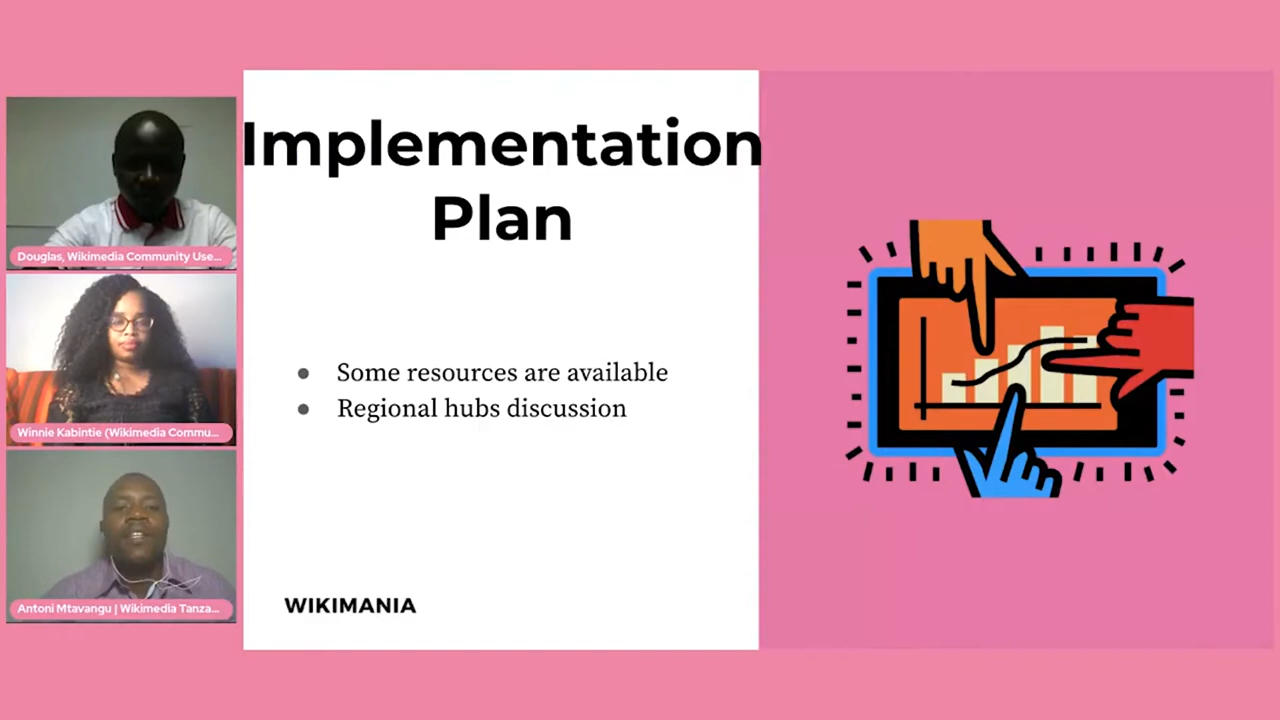 Douglas, Wikimedia Community Use...
Winnie Kabintie (Wikimedia Commu...
Antoni Mtavangu | Wikimedia Tanza...
Implementation
Plan
● Some resources are available
● Regional hubs discussion
WIKIMANIA